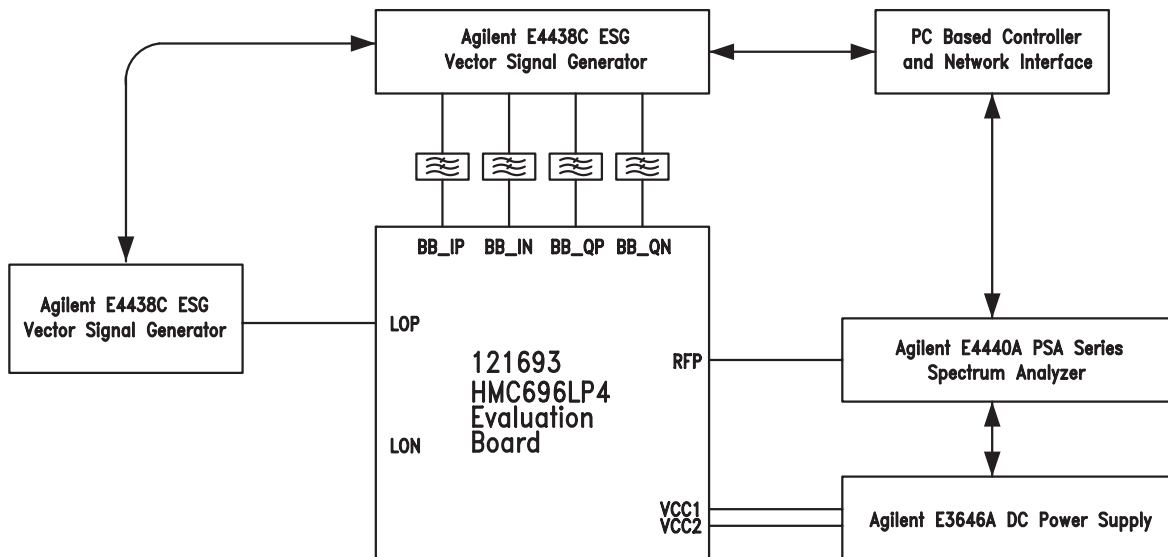 Agilent E4438C ESG
Vector Signal Generator
PC Based Controller
and Network Interface
BB_IP BB_IN BB_QP BB_QN
Agilent E4438C ESG
Vector Signal Generator
LOP
LON
121693
HMC696LP4
Evaluation
Board
RFP
Agilent E4440A PSA Series
Spectrum Analyzer
VCC1
VCC2
Agilent E3646A DC Power Supply